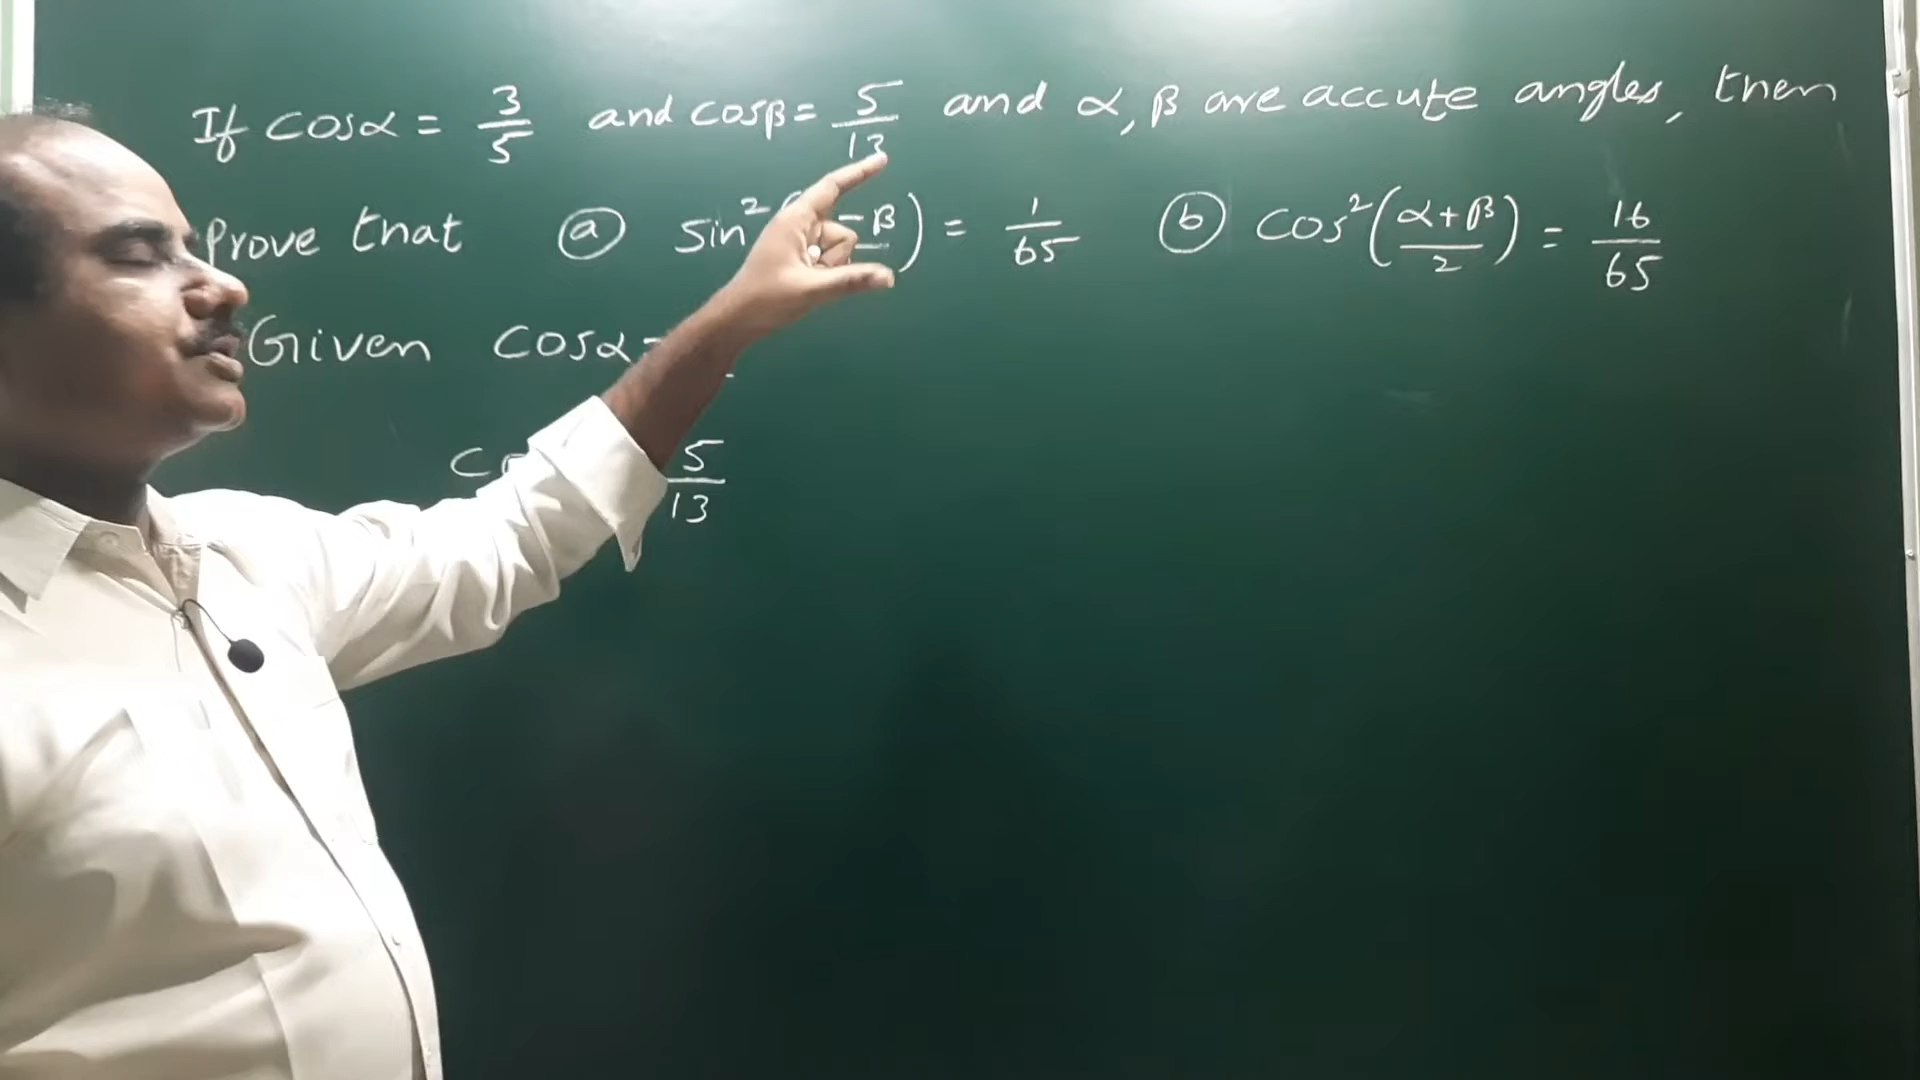 If cosα = 3/5 and cosβ = 5/13 and α, β are accute angles, then
Prove that ⓐ sin²( -β) = 1/65 ⓑ cos²((α+β)/2) = 16/65
Given cosα =
5/13